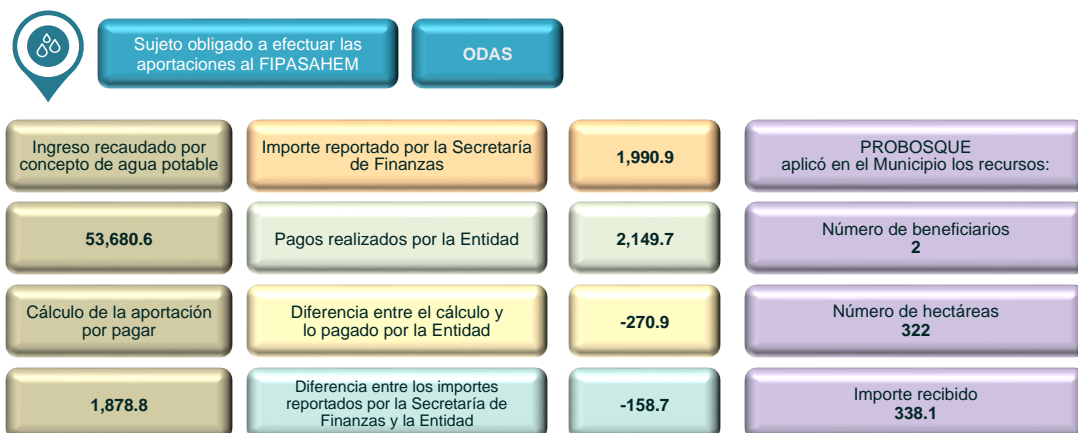 Sujeto obligado a efectuar las
aportaciones al FIPASAHEM
ODAS
Ingreso recaudado por
concepto de agua potable
Importe reportado por la Secretaría
de Finanzas
1,990.9
PROBOSQUE
aplicó en el Municipio los recursos:
53,680.6
Pagos realizados por la Entidad
2,149.7
Número de beneficiarios
2
Cálculo de la aportación
por pagar
Diferencia entre el cálculo y
lo pagado por la Entidad
-270.9
Número de hectáreas
322
1,878.8
Diferencia entre los importes
reportados por la Secretaría de
Finanzas y la Entidad
-158.7
Importe recibido
338.1